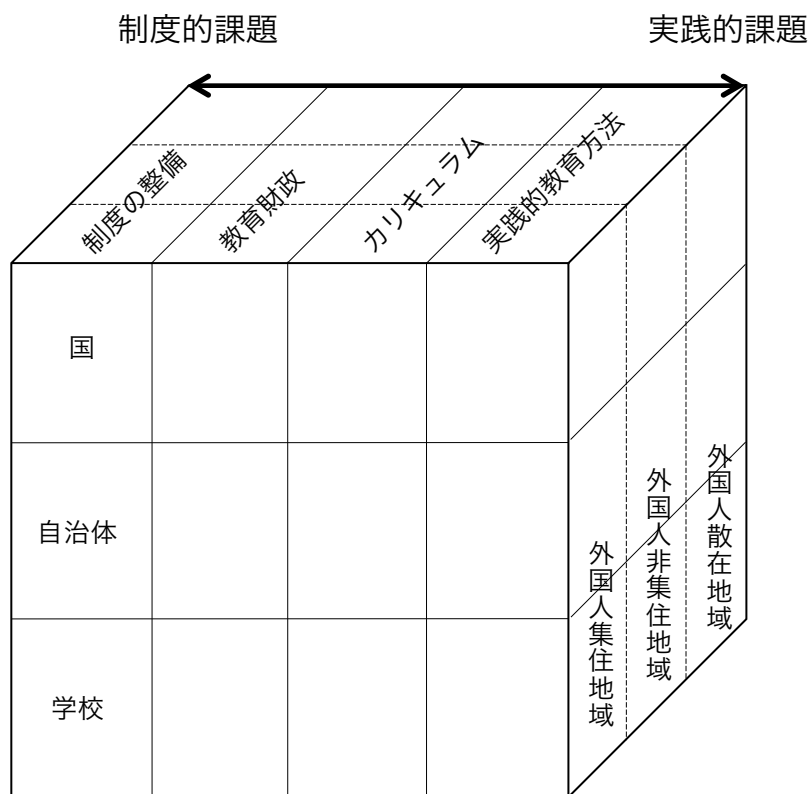 制度的課題
実践的課題
制度の整備
教育財政
カリキュラム
実践的教育方法
国
自治体
学校
外国人集住地域
外国人非集住地域
外国人散在地域